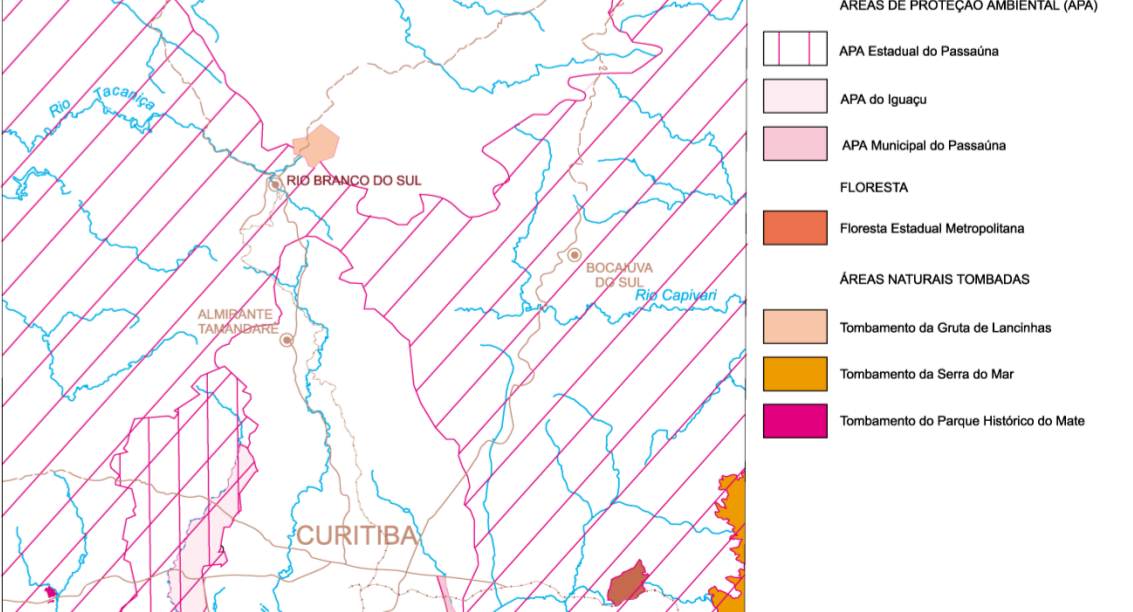 ÁREAS DE PROTEÇÃO AMBIENTAL (APA)
APA Estadual do Passaúna
APA do Iguaçu
APA Municipal do Passaúna
FLORESTA
Floresta Estadual Metropolitana
ÁREAS NATURAIS TOMBADAS
Tombamento da Gruta de Lancinhas
Tombamento da Serra do Mar
Tombamento do Parque Histórico do Mate
Rio Tacaniça
RIO BRANCO DO SUL
BOCAIUVA
DO SUL
Rio Capivari
ALMIRANTE
TAMANDARÉ
CURITIBA